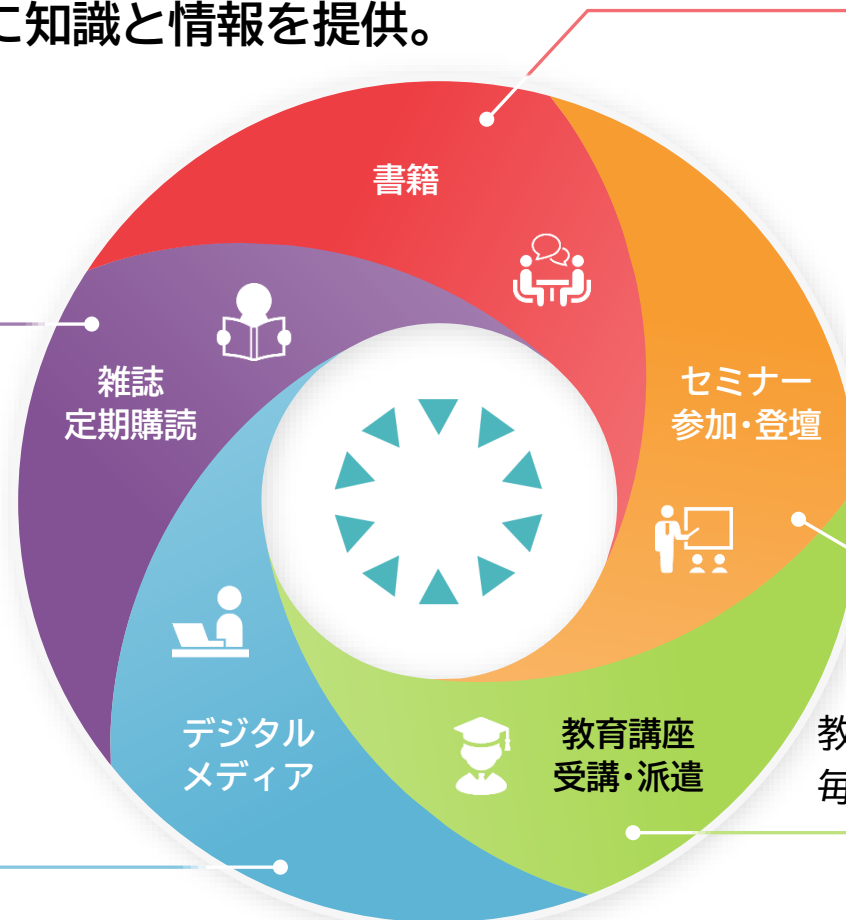 に知識と情報を提供。
書籍
雑誌
定期購読
セミナー
参加・登壇
デジタル
メディア
教育講座
受講・派遣
教
毎